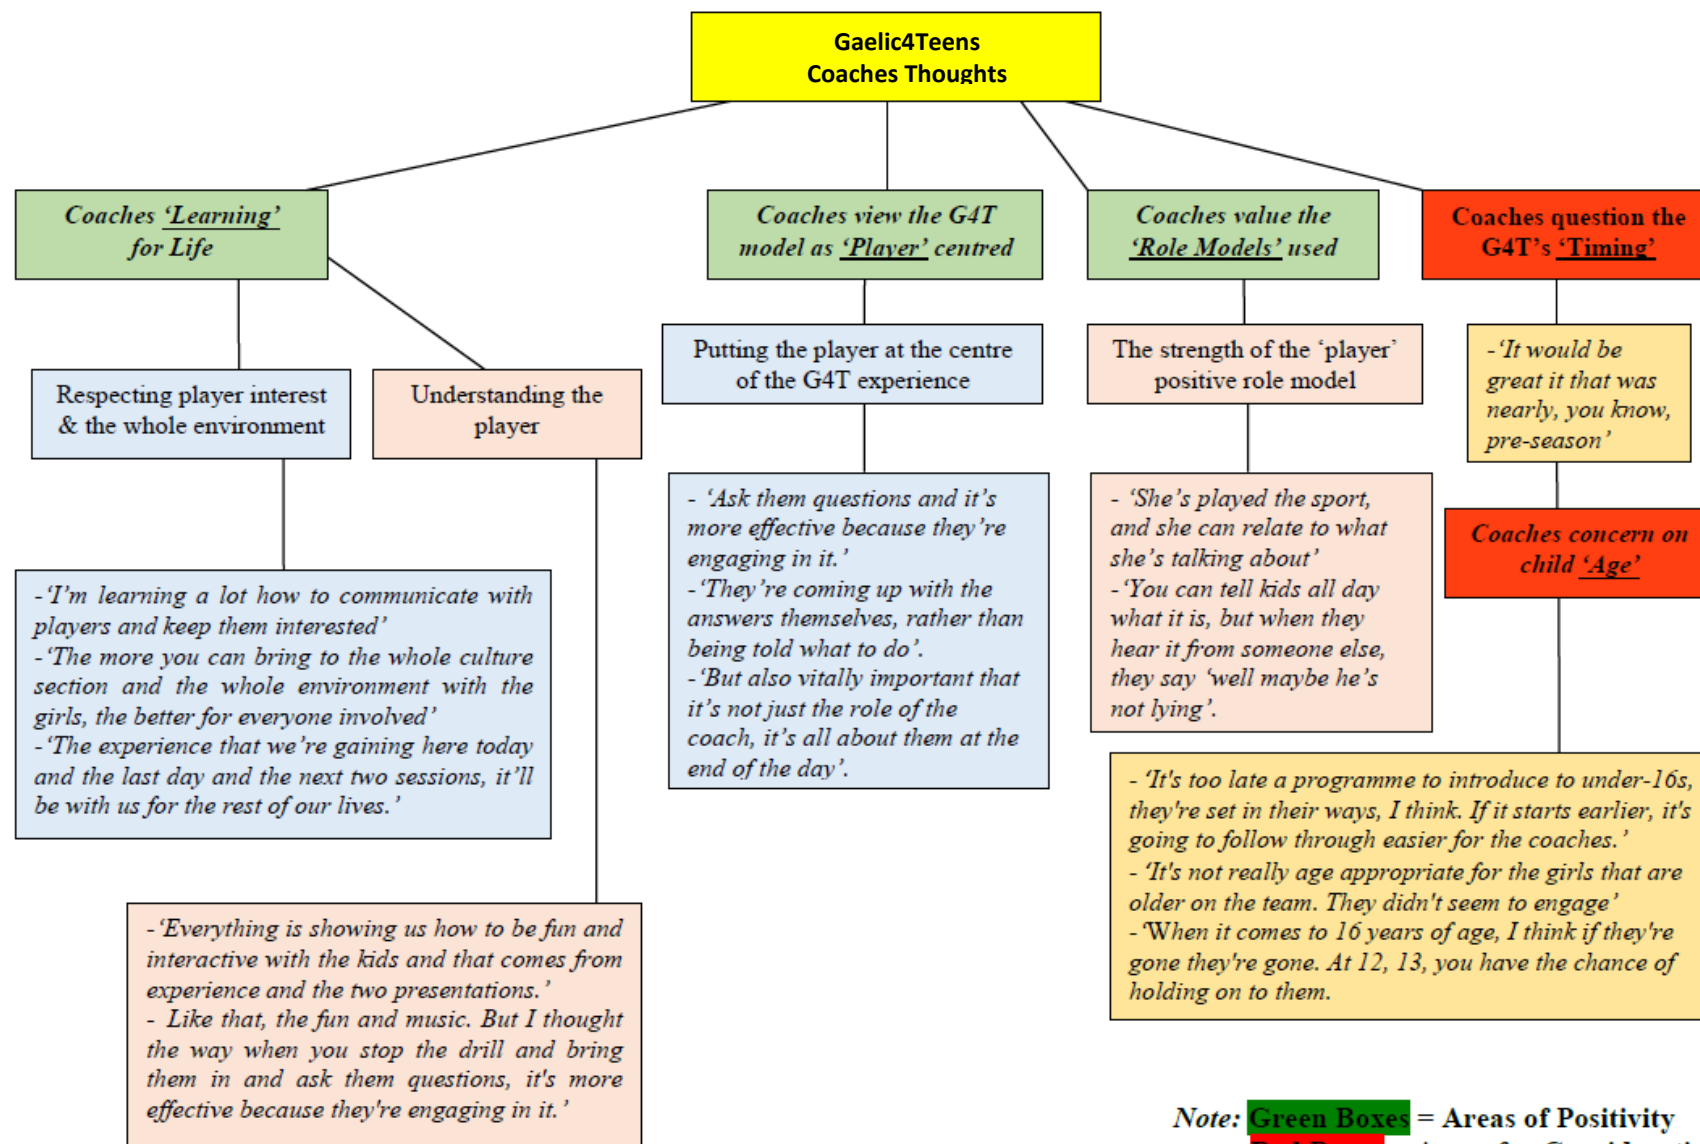 Gaelic4Teens
Coaches Thoughts
Coaches ‘Learning’
for Life
Coaches view the G4T
model as ‘Player’ centred
Coaches value the
‘Role Models’ used
Coaches question the
G4T’s ‘Timing’
Respecting player interest
& the whole environment
Understanding the
player
Putting the player at the centre
of the G4T experience
The strength of the ‘player’
positive role model
-‘It would be
great it that was
nearly, you know,
pre-season’
-‘I’m learning a lot how to communicate with
players and keep them interested’
-‘The more you can bring to the whole culture
section and the whole environment with the
girls, the better for everyone involved’
-‘The experience that we’re gaining here today
and the last day and the next two sessions, it’ll
be with us for the rest of our lives.’
-‘Everything is showing us how to be fun and
interactive with the kids and that comes from
experience and the two presentations.’
- Like that, the fun and music. But I thought
the way when you stop the drill and bring
them in and ask them questions, it's more
effective because they're engaging in it.’
- ‘Ask them questions and it’s
more effective because they’re
engaging in it.’
-‘They’re coming up with the
answers themselves, rather than
being told what to do’.
-‘But also vitally important that
it’s not just the role of the
coach, it’s all about them at the
end of the day’.
- ‘She’s played the sport,
and she can relate to what
she’s talking about’
-‘You can tell kids all day
what it is, but when they
hear it from someone else,
they say ‘well maybe he’s
not lying’.
Coaches concern on
child ‘Age’
- ‘It's too late a programme to introduce to under-16s,
they're set in their ways, I think. If it starts earlier, it's
going to follow through easier for the coaches.’
- ‘It's not really age appropriate for the girls that are
older on the team. They didn't seem to engage’
-‘When it comes to 16 years of age, I think if they're
gone they're gone. At 12, 13, you have the chance of
holding on to them.
Note: Green Boxes = Areas of Positivity